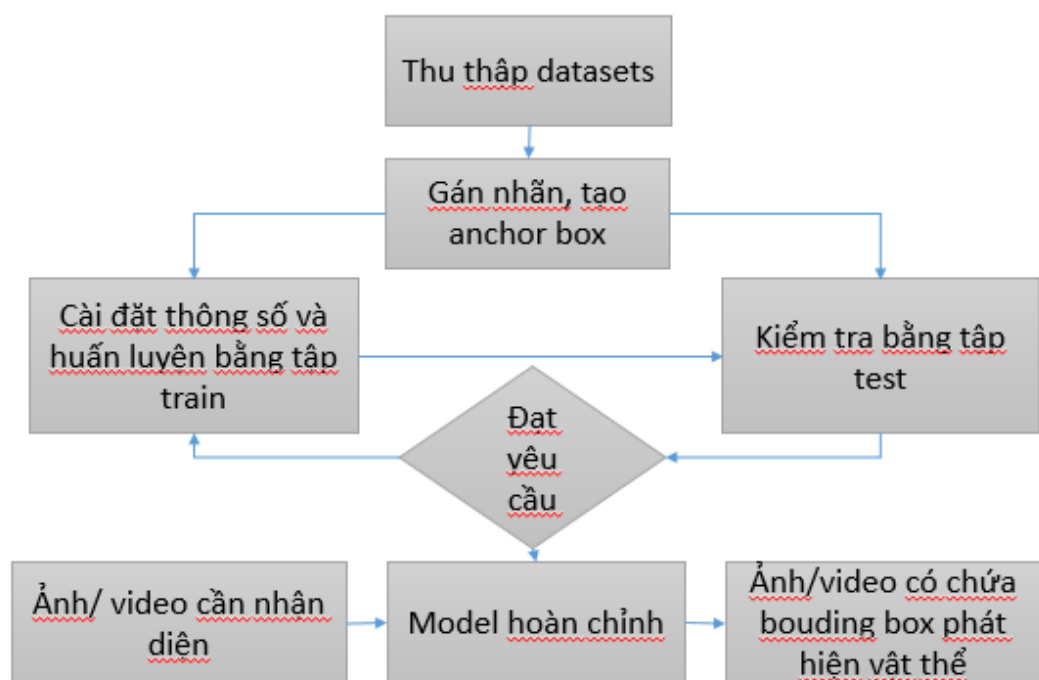 Thu thập datasets
Gán nhãn, tạo
anchor box
Cài đặt thông số và
huấn luyên bằng tập
train
Kiểm tra bằng tập
test
Đạt
yêu
cầu
Ảnh/ video cần nhận
diện
Model hoàn chỉnh
Ảnh/video có chứa
bouding box phát
hiện vật thể